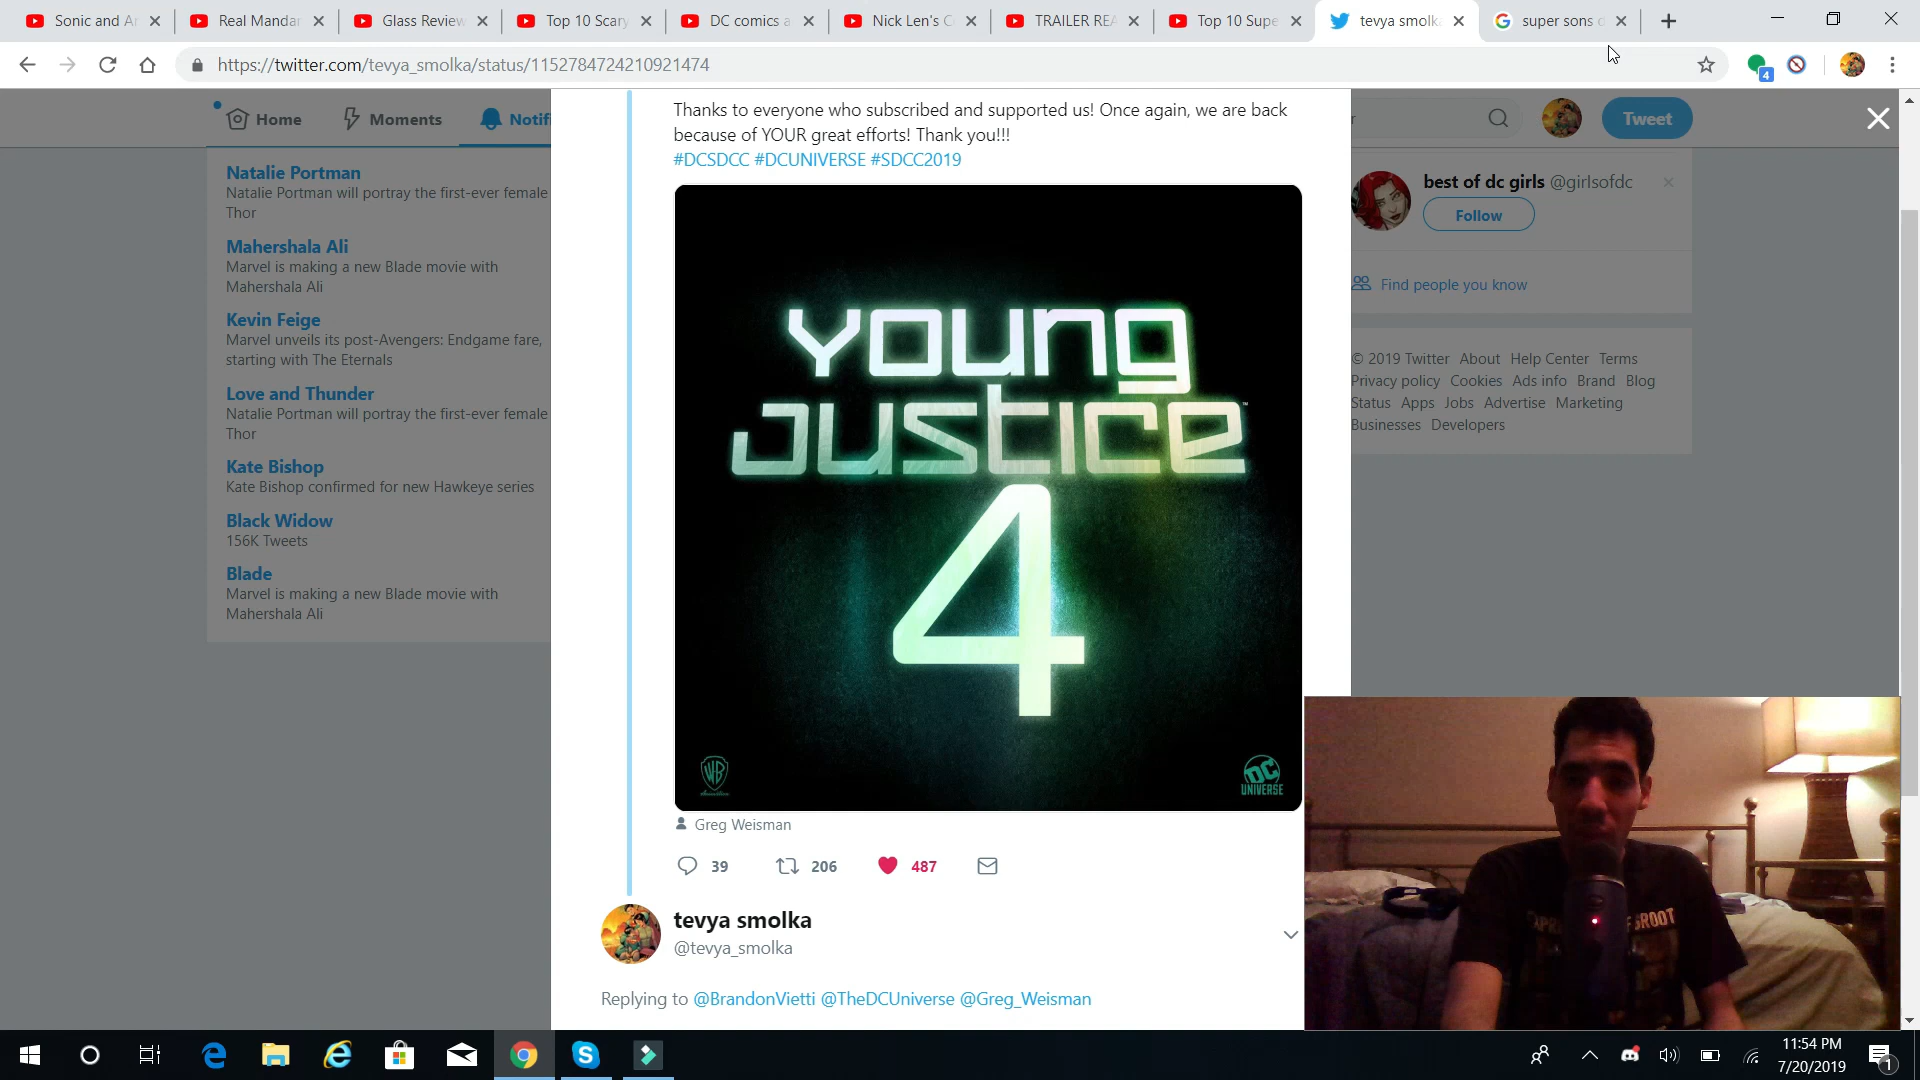 Sonic and Ar
Real Mandar
Glass Review
Top 10 Scary
DC comics a
Nick Len's C
TRAILER REA
Top 10 Supe
tevya smolk
super sons o
https://twitter.com/tevya_smolka/status/1152784724210921474
4
Home
Moments
Notifi
Tweet
Natalie Portman
Natalie Portman will portray the first-ever female
Thor
Mahershala Ali
Marvel is making a new Blade movie with
Mahershala Ali
Kevin Feige
Marvel unveils its post-Avengers: Endgame fare,
starting with The Eternals
Love and Thunder
Natalie Portman will portray the first-ever female
Thor
Kate Bishop
Kate Bishop confirmed for new Hawkeye series
Black Widow
156K Tweets
Blade
Marvel is making a new Blade movie with
Mahershala Ali
Thanks to everyone who subscribed and supported us! Once again, we are back
because of YOUR great efforts! Thank you!!!
#DCSDCC #DCUNIVERSE #SDCC2019
YOUNG
JUSTICE
™
4
WB
DC
UNIVERSE
Greg Weisman
39
206
487
tevya smolka
@tevya_smolka
Replying to @BrandonVietti @TheDCUniverse @Greg_Weisman
best of dc girls @girlsofdc
Follow
Find people you know
© 2019 Twitter About Help Center Terms
Privacy policy Cookies Ads info Brand Blog
Status Apps Jobs Advertise Marketing
Businesses Developers
11:54 PM
7/20/2019
1